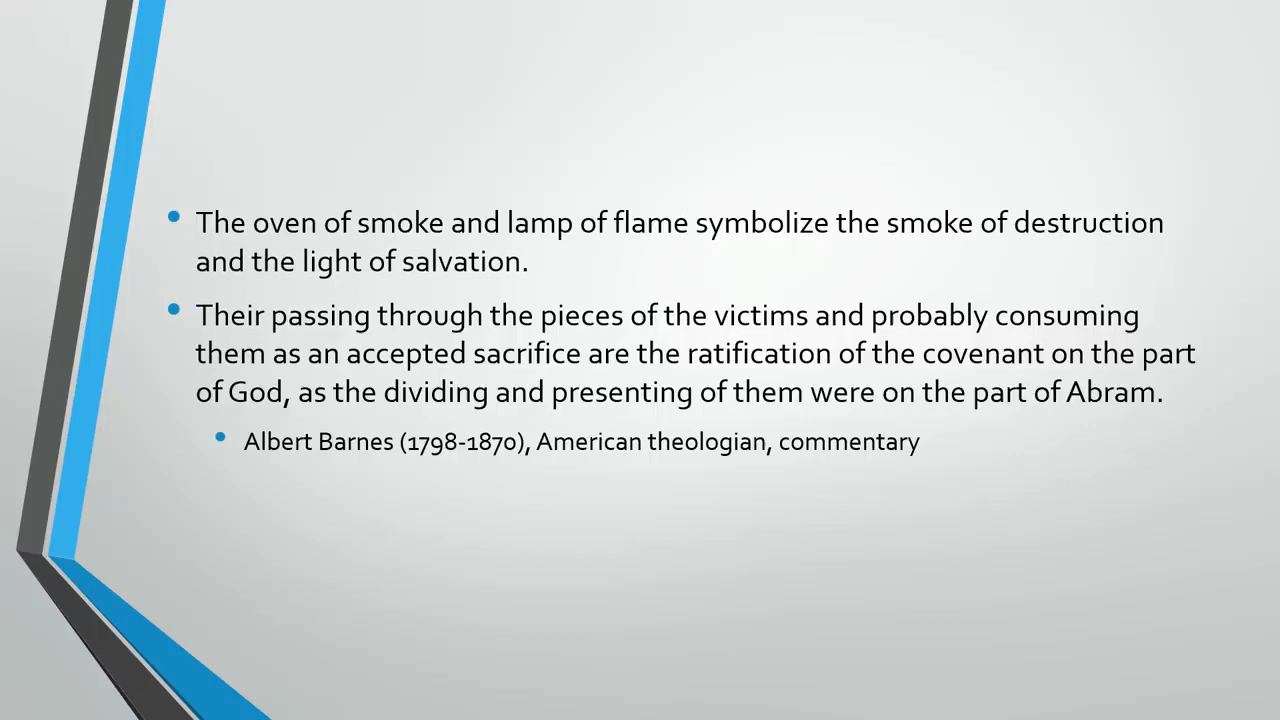 The oven of smoke and lamp of flame symbolize the smoke of destruction
and the light of salvation.
Their passing through the pieces of the victims and probably consuming
them as an accepted sacrifice are the ratification of the covenant on the part
of God, as the dividing and presenting of them were on the part of Abram.
Albert Barnes (1798-1870), American theologian, commentary